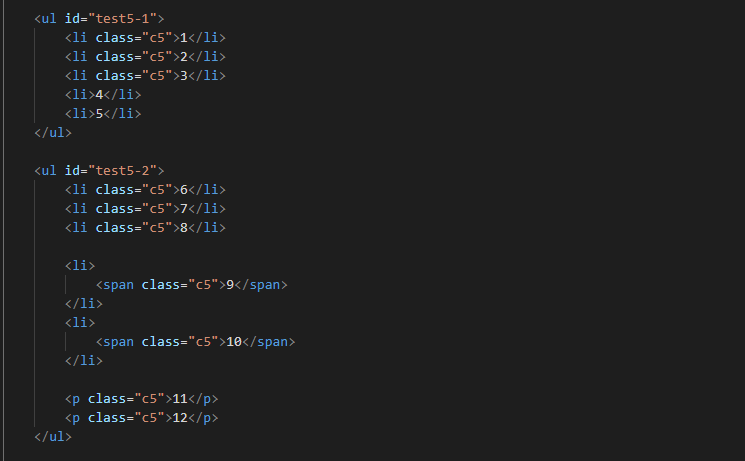 <ul id="test5-1">
<li class="c5">1</li>
<li class="c5">2</li>
<li class="c5">3</li>
<li>4</li>
<li>5</li>
</ul>
<ul id="test5-2">
<li class="c5">6</li>
<li class="c5">7</li>
<li class="c5">8</li>
<li>
<span class="c5">9</span>
</li>
<li>
<span class="c5">10</span>
</li>
<p class="c5">11</p>
<p class="c5">12</p>
</ul>